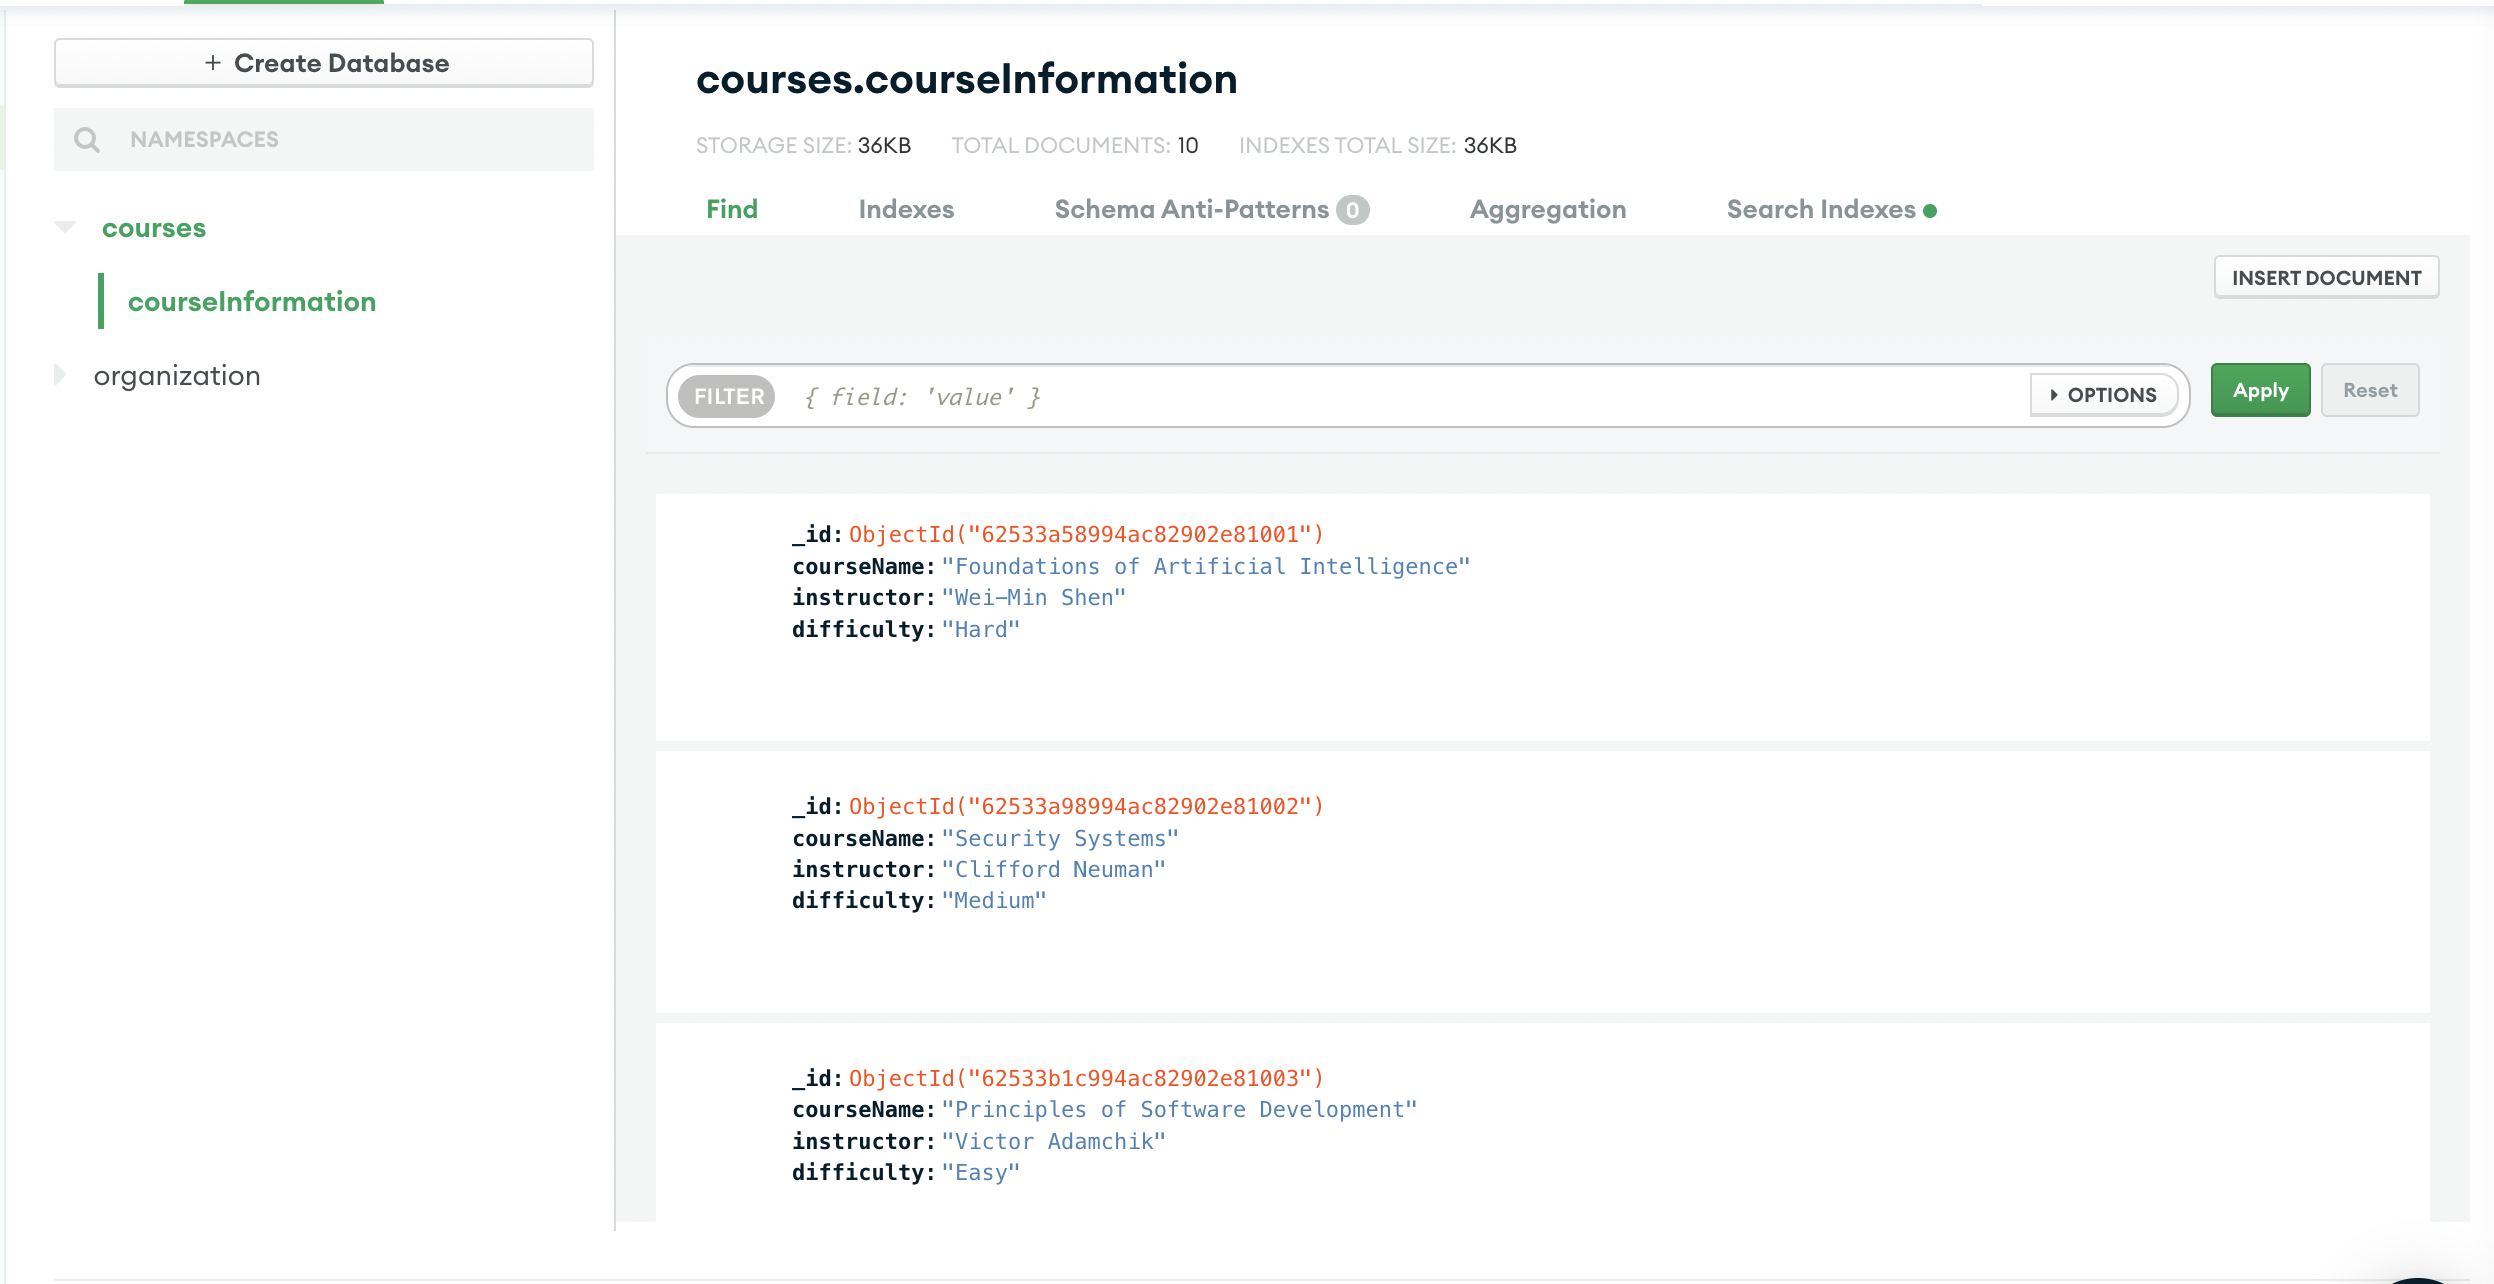 + Create Database
NAMESPACES
courses
courseInformation
organization
courses.courseInformation
STORAGE SIZE: 36KB TOTAL DOCUMENTS: 10 INDEXES TOTAL SIZE: 36KB
Find Indexes Schema Anti-Patterns 0 Aggregation Search Indexes
INSERT DOCUMENT
FILTER { field: 'value' } OPTIONS Apply Reset
_id: ObjectId("62533a58994ac82902e81001")
courseName: "Foundations of Artificial Intelligence"
instructor: "Wei-Min Shen"
difficulty: "Hard"
_id: ObjectId("62533a98994ac82902e81002")
courseName: "Security Systems"
instructor: "Clifford Neuman"
difficulty: "Medium"
_id: ObjectId("62533b1c994ac82902e81003")
courseName: "Principles of Software Development"
instructor: "Victor Adamchik"
difficulty: "Easy"